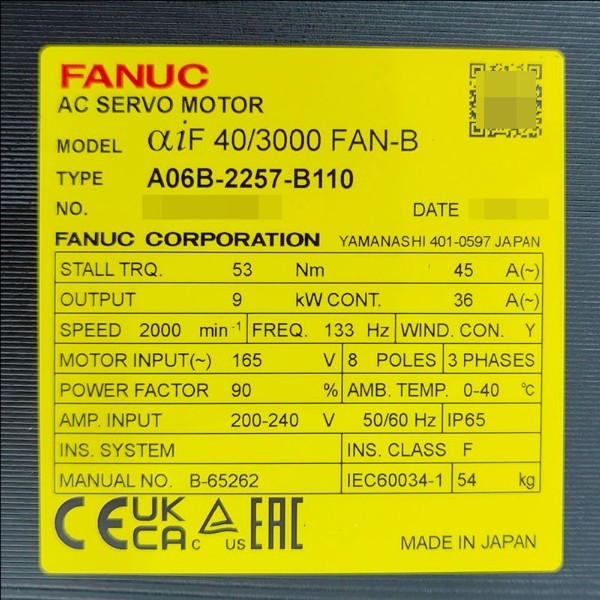 FANUC
AC SERVO MOTOR
MODEL αiF 40/3000 FAN-B
TYPE A06B-2257-B110
NO. DATE
FANUC CORPORATION YAMANASHI 401-0597 JAPAN
STALL TRQ. 53 Nm 45 A(~)
OUTPUT 9 kW CONT. 36 A(~)
SPEED 2000 min⁻¹ FREQ. 133 Hz WIND. CON. Y
MOTOR INPUT(~) 165 V 8 POLES 3 PHASES
POWER FACTOR 90 % AMB. TEMP. 0-40 ℃
AMP. INPUT 200-240 V 50/60 Hz IP65
INS. SYSTEM INS. CLASS F
MANUAL NO. B-65262 IEC60034-1 54 kg
CE UK CA C US EAC
MADE IN JAPAN